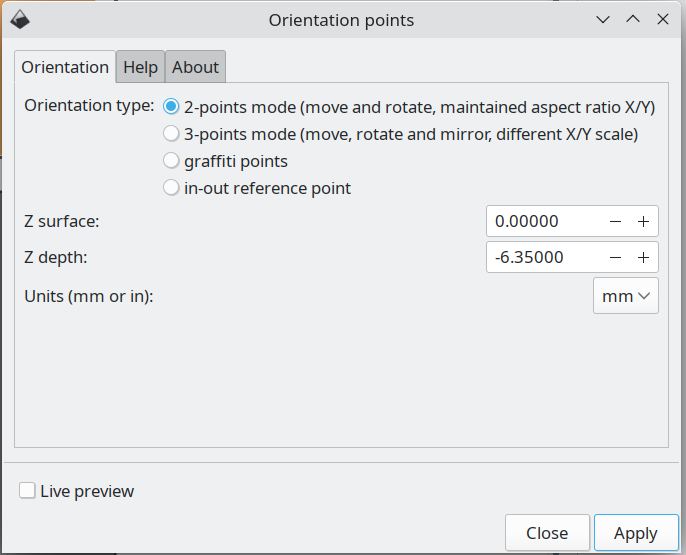 Orientation points
Orientation Help About
Orientation type: 2-points mode (move and rotate, maintained aspect ratio X/Y)
3-points mode (move, rotate and mirror, different X/Y scale)
graffiti points
in-out reference point
Z surface: 0.00000
Z depth: -6.35000
Units (mm or in): mm
Live preview
Close Apply